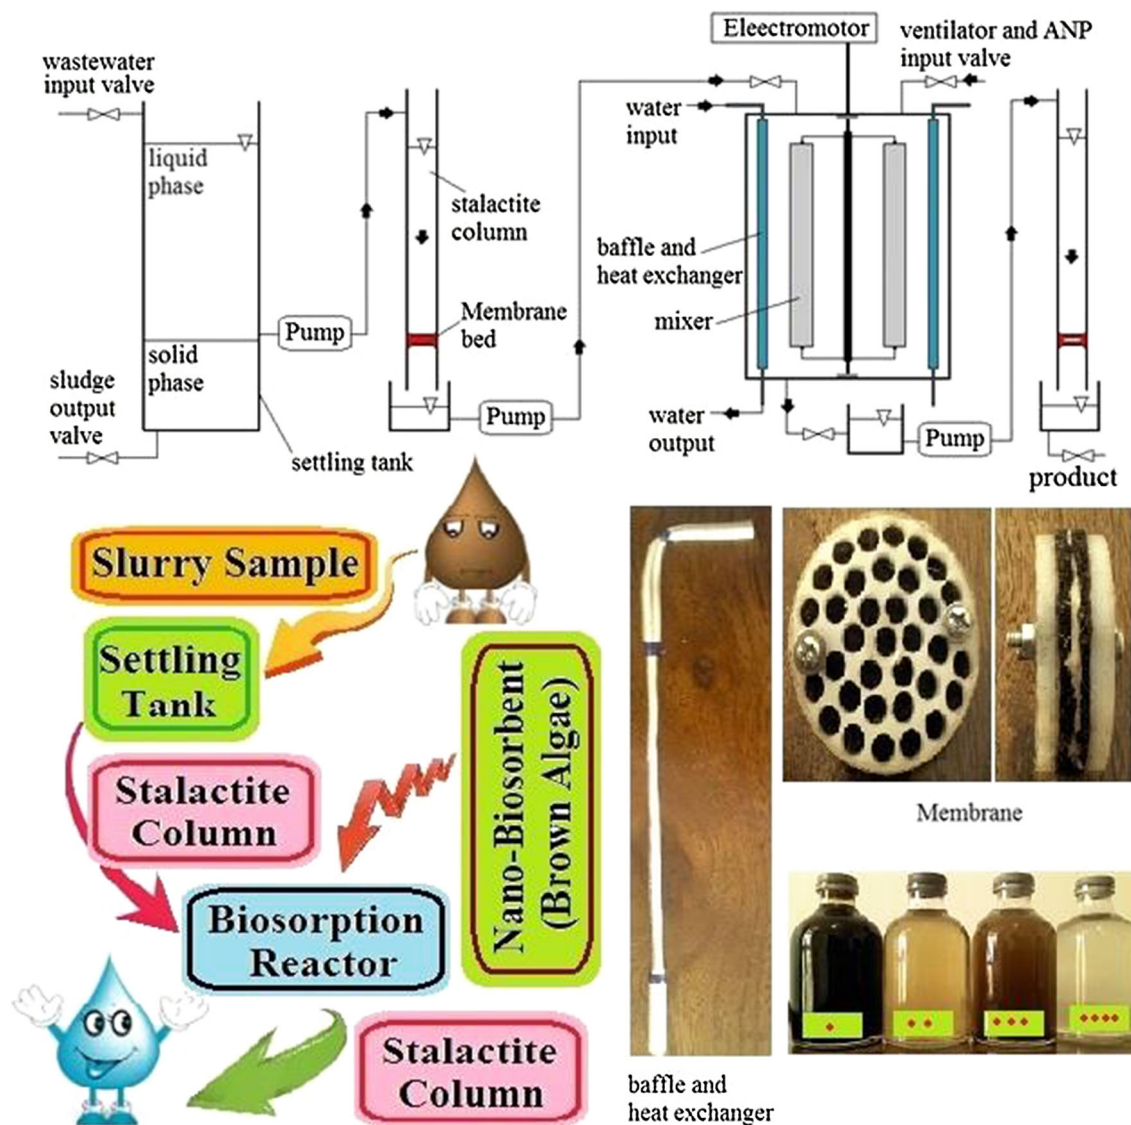 Eleectromotor
ventilator and ANP
input valve
wastewater
input valve
water
input
liquid
phase
stalactite
column
baffle and
heat exchanger
mixer
Pump
Membrane
bed
solid
phase
sludge
output
valve
Pump
water
output
Pump
settling tank
product
Slurry Sample
Settling
Tank
Stalactite
Column
Nano-Biosorbent
(Brown Algae)
Biosorption
Reactor
Stalactite
Column
Membrane
baffle and
heat exchanger